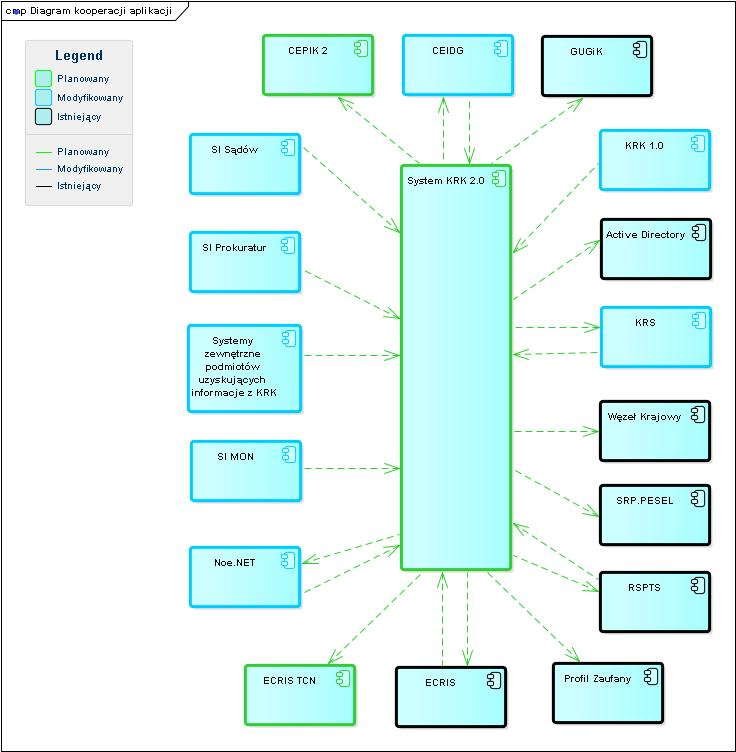 cmp Diagram kooperacji aplikacji
Legend
Planowany
Modyfikowany
Istniejący
Planowany
Modyfikowany
Istniejący
CEPIK 2
CEIDG
GUGiK
SI Sądów
System KRK 2.0
KRK 1.0
SI Prokuratur
Active Directory
Systemy
zewnętrzne
podmiotów
uzyskujących
informacje z KRK
KRS
SI MON
Węzeł Krajowy
SRP.PESEL
Noe.NET
RSPTS
ECRIS TCN
ECRIS
Profil Zaufany